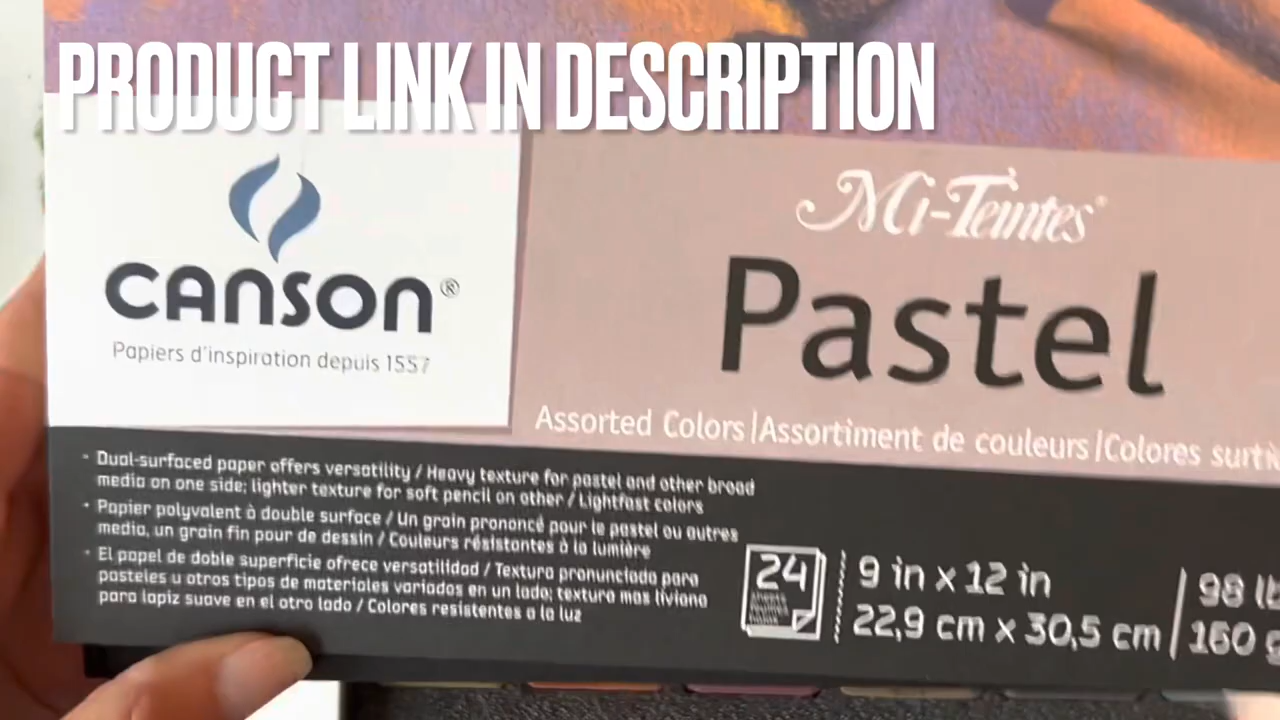 PRODUCT LINK IN DESCRIPTION
CANSON®
Papiers d'inspiration depuis 1557
Mi-Teintes®
Pastel
Assorted Colors | Assortiment de couleurs | Colores
• Dual-surfaced paper offers versatility / Heavy texture for pastel and other broad
media on one side; lighter texture for soft pencil on other / Lightfast colors
• Papier polyvalent à double surface / Un grain prononcé pour le pastel ou autres
media, un grain fin pour de dessin / Couleurs résistantes à la lumière
• El papel de doble superficie ofrece versatilidad / Textura pronunciada para
pasteles u otros tipos de materiales variados en un lado; textura mas liviana
para lapiz suave en el otro lado / Colores resistentes a la luz
24
9 in x 12 in
22,9 cm x 30,5 cm
98
160